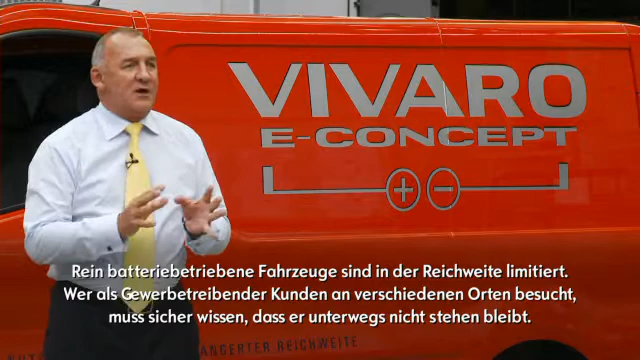 VIVARO
E-CONCEPT
+ −
Rein batteriebetriebene Fahrzeuge sind in der Reichweite limitiert.
Wer als Gewerbetreibender Kunden an verschiedenen Orten besucht,
muss sicher wissen, dass er unterwegs nicht stehen bleibt.
REICHWEITE